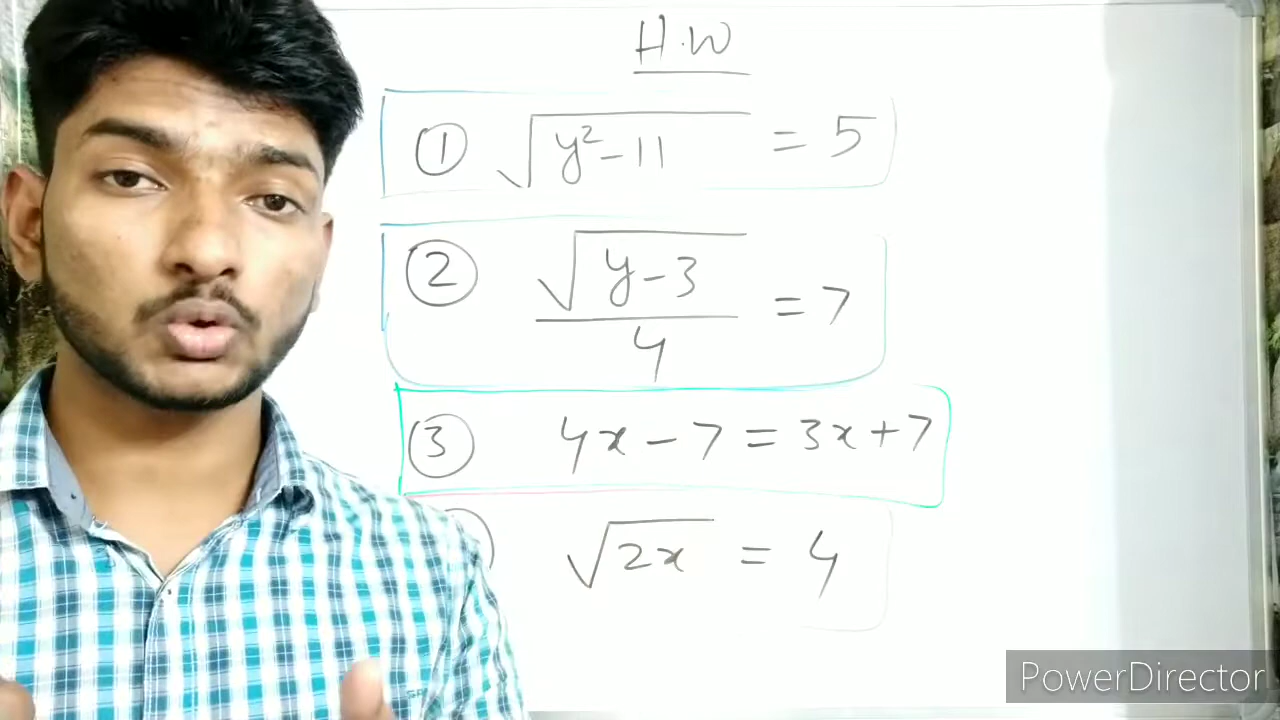 H.W
① √(y²-11) = 5
② √(y-3)/4 = 7
③ 4x-7 = 3x+7
√(2x) = 4
PowerDirector